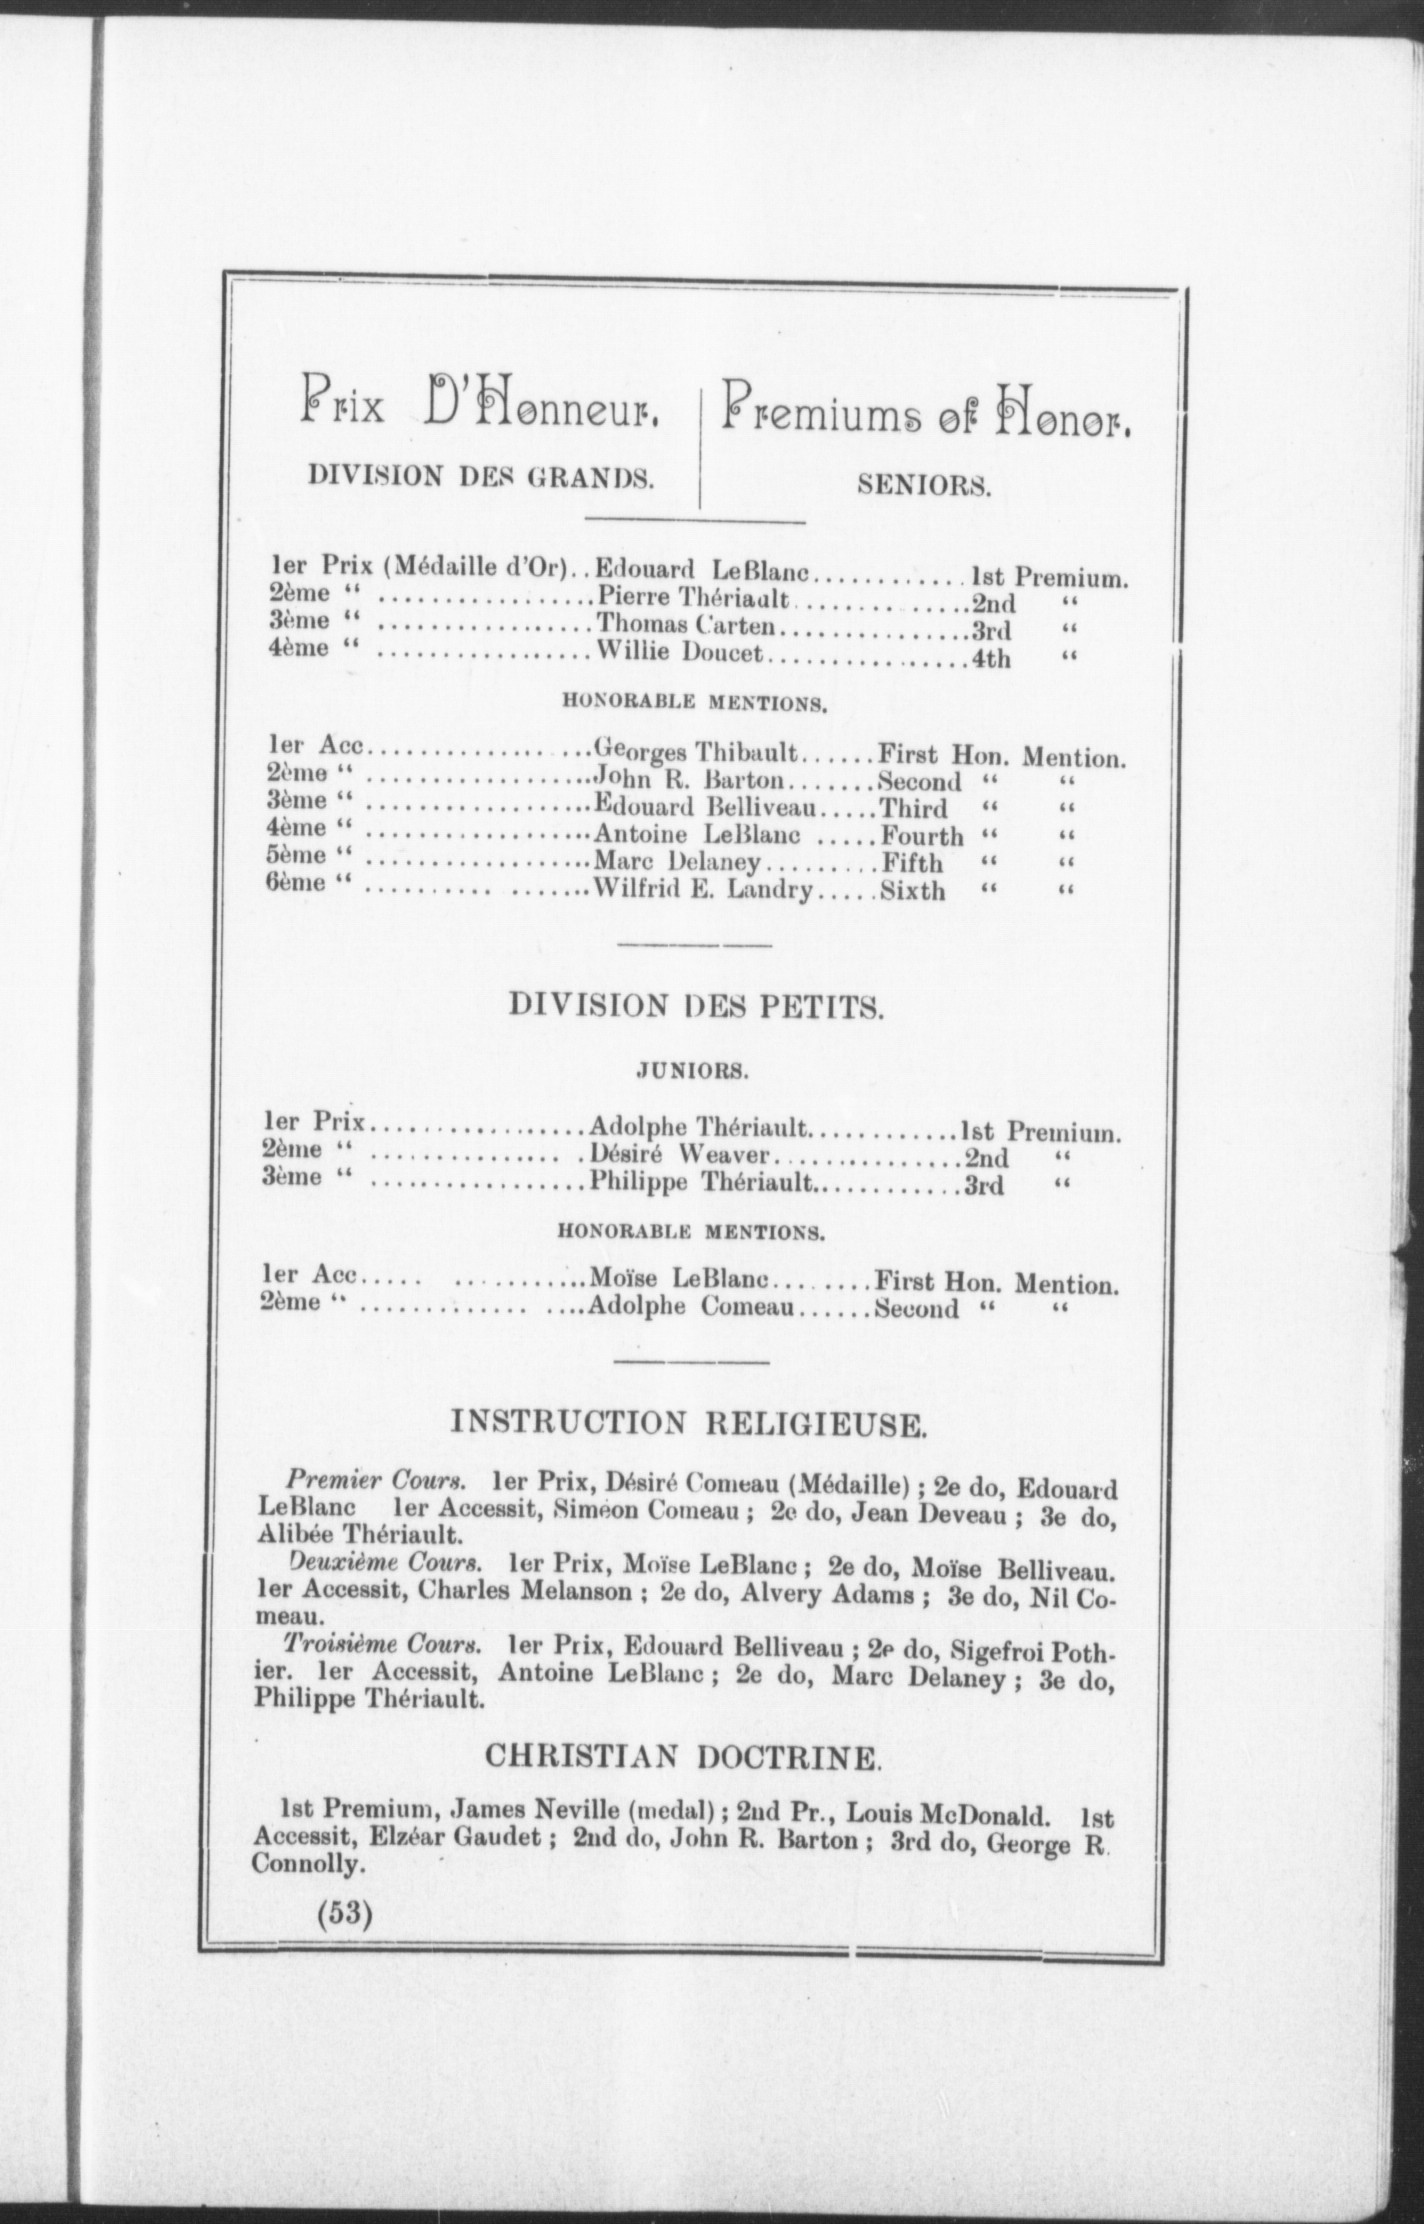 Prix D'Honneur. Premiums of Honor.
DIVISION DES GRANDS. SENIORS.
1er Prix (Médaille d'Or)..Edouard LeBlanc............1st Premium.
2ème “ .................Pierre Thériault..............2nd “
3ème “ .................Thomas Carten...............3rd “
4ème “ .................Willie Doucet................4th “
HONORABLE MENTIONS.
1er Acc.................Georges Thibault......First Hon. Mention.
2ème “ ..................John R. Barton.......Second “ “
3ème “ ..................Edouard Belliveau.....Third “ “
4ème “ ..................Antoine LeBlanc .....Fourth “ “
5ème “ ..................Marc Delaney.........Fifth “ “
6ème “ .......... .......Wilfrid E. Landry.....Sixth “ “
DIVISION DES PETITS.
JUNIORS.
1er Prix.................Adolphe Thériault............1st Premium.
2ème “ ............... .Désiré Weaver...............2nd “
3ème “ .................Philippe Thériault............3rd “
HONORABLE MENTIONS.
1er Acc..... ...........Moïse LeBlanc........First Hon. Mention.
2ème “ ............. ....Adolphe Comeau......Second “ “
INSTRUCTION RELIGIEUSE.
Premier Cours. 1er Prix, Désiré Comeau (Médaille) ; 2e do, Edouard
LeBlanc 1er Accessit, Siméon Comeau ; 2e do, Jean Deveau ; 3e do,
Alibée Thériault.
Deuxième Cours. 1er Prix, Moïse LeBlanc ; 2e do, Moïse Belliveau.
1er Accessit, Charles Melanson ; 2e do, Alvery Adams ; 3e do, Nil Co-
meau.
Troisième Cours. 1er Prix, Edouard Belliveau ; 2e do, Sigefroi Poth-
ier. 1er Accessit, Antoine LeBlanc ; 2e do, Marc Delaney ; 3e do,
Philippe Thériault.
CHRISTIAN DOCTRINE.
1st Premium, James Neville (medal) ; 2nd Pr., Louis McDonald. 1st
Accessit, Elzéar Gaudet ; 2nd do, John R. Barton ; 3rd do, George R.
Connolly.
(53)